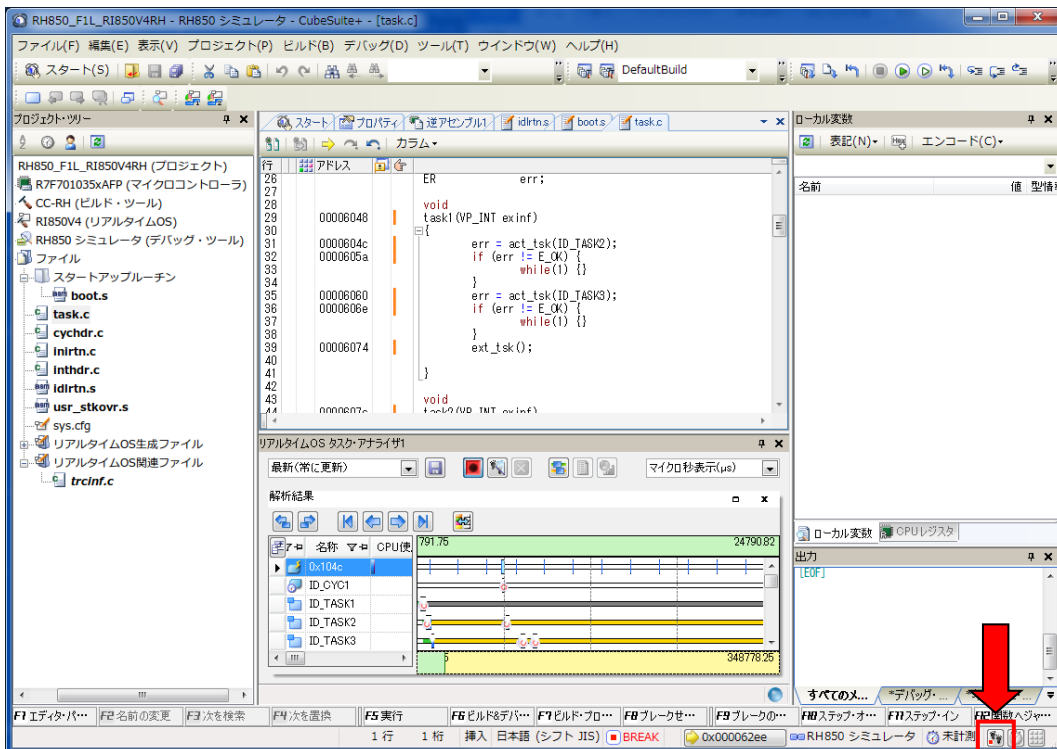 RH850_F1L_RI850V4RH - RH850 シミュレータ - CubeSuite+ - [task.c]
ファイル(F) 編集(E) 表示(V) プロジェクト(P) ビルド(B) デバッグ(D) ツール(T) ウインドウ(W) ヘルプ(H)
スタート(S) DefaultBuild
プロジェクト・ツリー
RH850_F1L_RI850V4RH (プロジェクト)
R7F701035xAFP (マイクロコントローラ)
CC-RH (ビルド・ツール)
RI850V4 (リアルタイムOS)
RH850 シミュレータ (デバッグ・ツール)
ファイル
スタートアップルーチン
boot.s
task.c
cychdr.c
inirtn.c
inthdr.c
idlrtn.s
usr_stkovr.s
sys.cfg
リアルタイムOS生成ファイル
リアルタイムOS関連ファイル
trcinf.c
スタート プロパティ 逆アセンブル1 idlrtn.s boot.s task.c
カラム
行 アドレス
26 ER err;
27
28 void
29 00006048 task1(VP_INT exinf)
30 {
31 0000604c err = act_tsk(ID_TASK2);
32 0000605a if (err != E_OK) {
33 while(1) {}
34 }
35 00006060 err = act_tsk(ID_TASK3);
36 0000606e if (err != E_OK) {
37 while(1) {}
38 }
39 00006074 ext_tsk();
40
41 }
42
43 void
44 0000607c task2(VP_INT exinf)
リアルタイムOS タスク・アナライザ1
最新(常に更新) マイクロ秒表示(μs)
解析結果
名称 CPU使
791.75 24790.82
0x104c
ID_CYC1
ID_TASK1
ID_TASK2
ID_TASK3
5 348778.25
ローカル変数
表記(N) Hex エンコード(C)
名前 値 型情報
ローカル変数 CPUレジスタ
出力
[EOF]
すべてのメ... *デバッグ・...
F1 エディタ・パ… F2 名前の変更 F3 次を検索 F4 次を置換 F5 実行 F6 ビルド&デバ… F7 ビルド・プロ… F8 ブレークせ… F9 ブレークの… F10 ステップ・オ… F11 ステップ・イン F12 関数へジャ…
1 行 1 桁 挿入 日本語 (シフト JIS) BREAK 0x000062ee RH850 シミュレータ 未計測